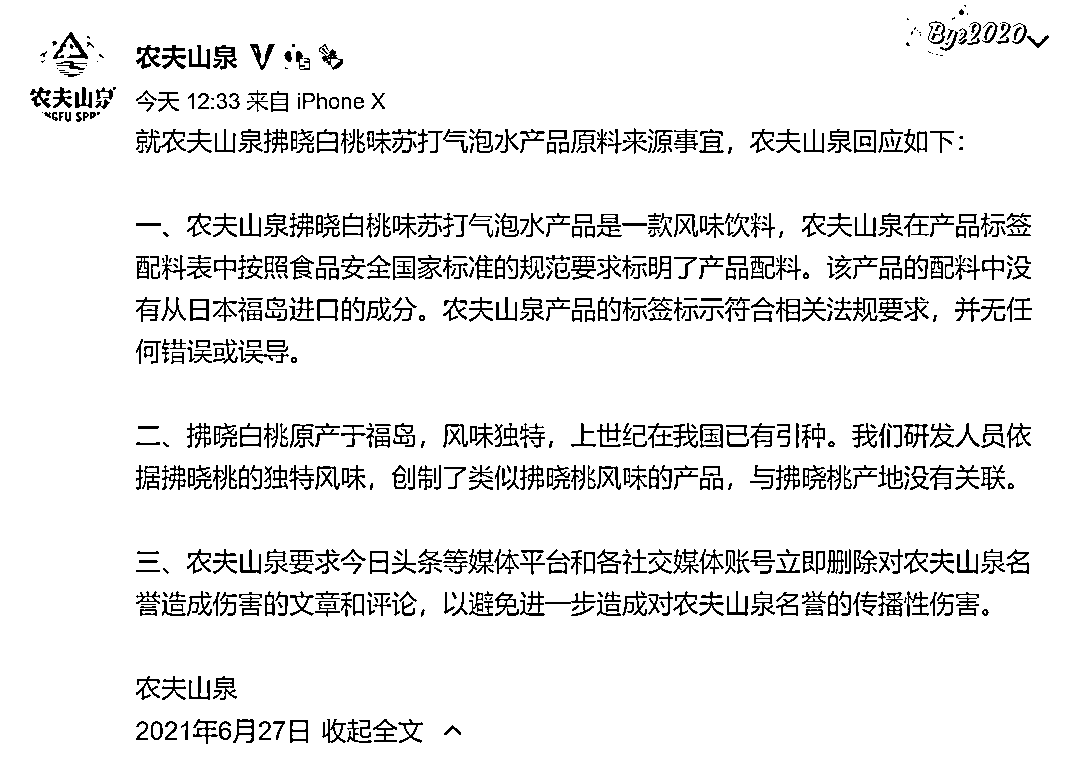 Bye2020
农夫山泉
农夫山泉
今天 12:33 来自 iPhone X
就农夫山泉拂晓白桃味苏打气泡水产品原料来源事宜，农夫山泉回应如下：
一、农夫山泉拂晓白桃味苏打气泡水产品是一款风味饮料，农夫山泉在产品标签
配料表中按照食品安全国家标准的规范要求标明了产品配料。该产品的配料中没
有从日本福岛进口的成分。农夫山泉产品的标签标示符合相关法规要求，并无任
何错误或误导。
二、拂晓白桃原产于福岛，风味独特，上世纪在我国已有引种。我们研发人员依
据拂晓桃的独特风味，创制了类似拂晓桃风味的产品，与拂晓桃产地没有关联。
三、农夫山泉要求今日头条等媒体平台和各社交媒体账号立即删除对农夫山泉名
誉造成伤害的文章和评论，以避免进一步造成对农夫山泉名誉的传播性伤害。
农夫山泉
2021年6月27日 收起全文